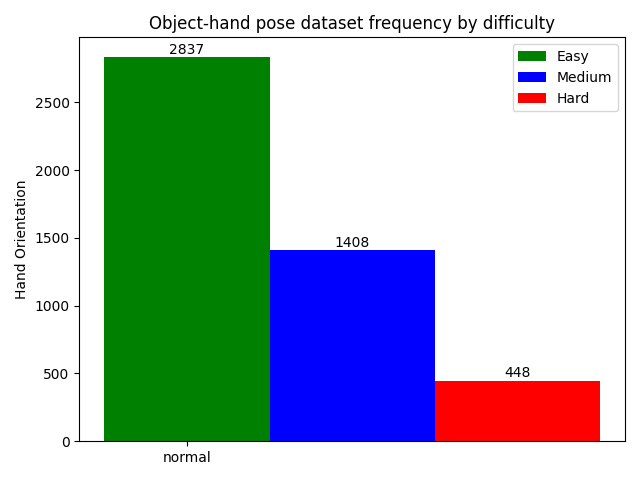 Object-hand pose dataset frequency by difficulty
2837
Easy
Medium
Hard
2500
2000
1500
1408
1000
500
448
0
Hand Orientation
normal